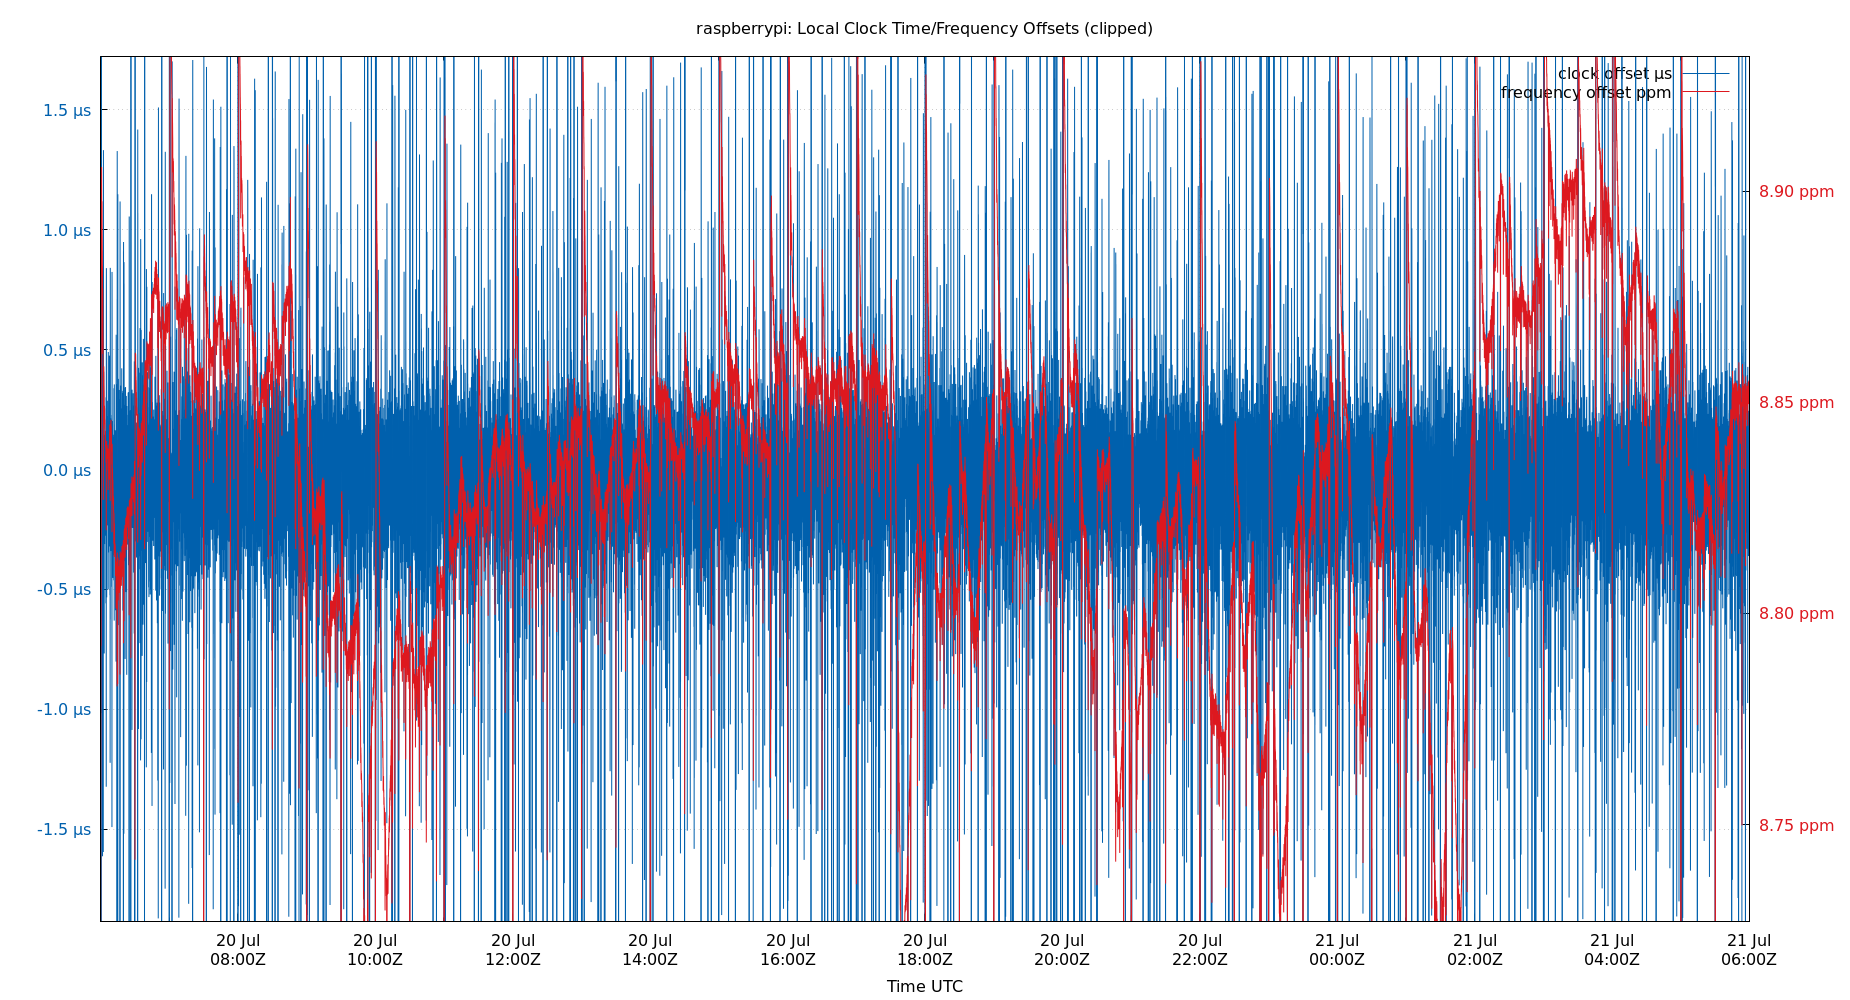 raspberrypi: Local Clock Time/Frequency Offsets (clipped)
clock offset µs
frequency offset ppm
1.5 µs
1.0 µs
0.5 µs
0.0 µs
-0.5 µs
-1.0 µs
-1.5 µs
8.90 ppm
8.85 ppm
8.80 ppm
8.75 ppm
20 Jul 20 Jul 20 Jul 20 Jul 20 Jul 20 Jul 20 Jul 20 Jul 21 Jul 21 Jul 21 Jul 21 Jul
08:00Z 10:00Z 12:00Z 14:00Z 16:00Z 18:00Z 20:00Z 22:00Z 00:00Z 02:00Z 04:00Z 06:00Z
Time UTC